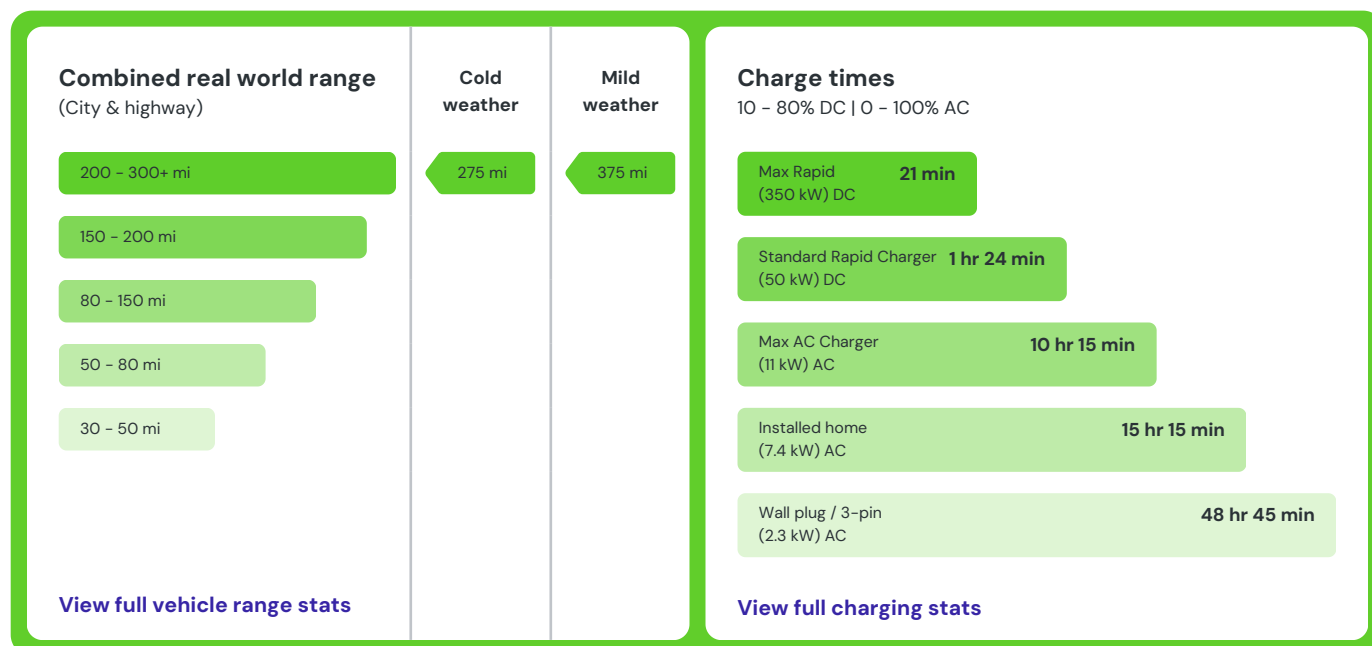 Combined real world range
(City & highway)
Cold
weather
Mild
weather
200 - 300+ mi
275 mi
375 mi
150 - 200 mi
80 - 150 mi
50 - 80 mi
30 - 50 mi
View full vehicle range stats
Charge times
10 - 80% DC | 0 - 100% AC
Max Rapid
(350 kW) DC
21 min
Standard Rapid Charger
(50 kW) DC
1 hr 24 min
Max AC Charger
(11 kW) AC
10 hr 15 min
Installed home
(7.4 kW) AC
15 hr 15 min
Wall plug / 3-pin
(2.3 kW) AC
48 hr 45 min
View full charging stats